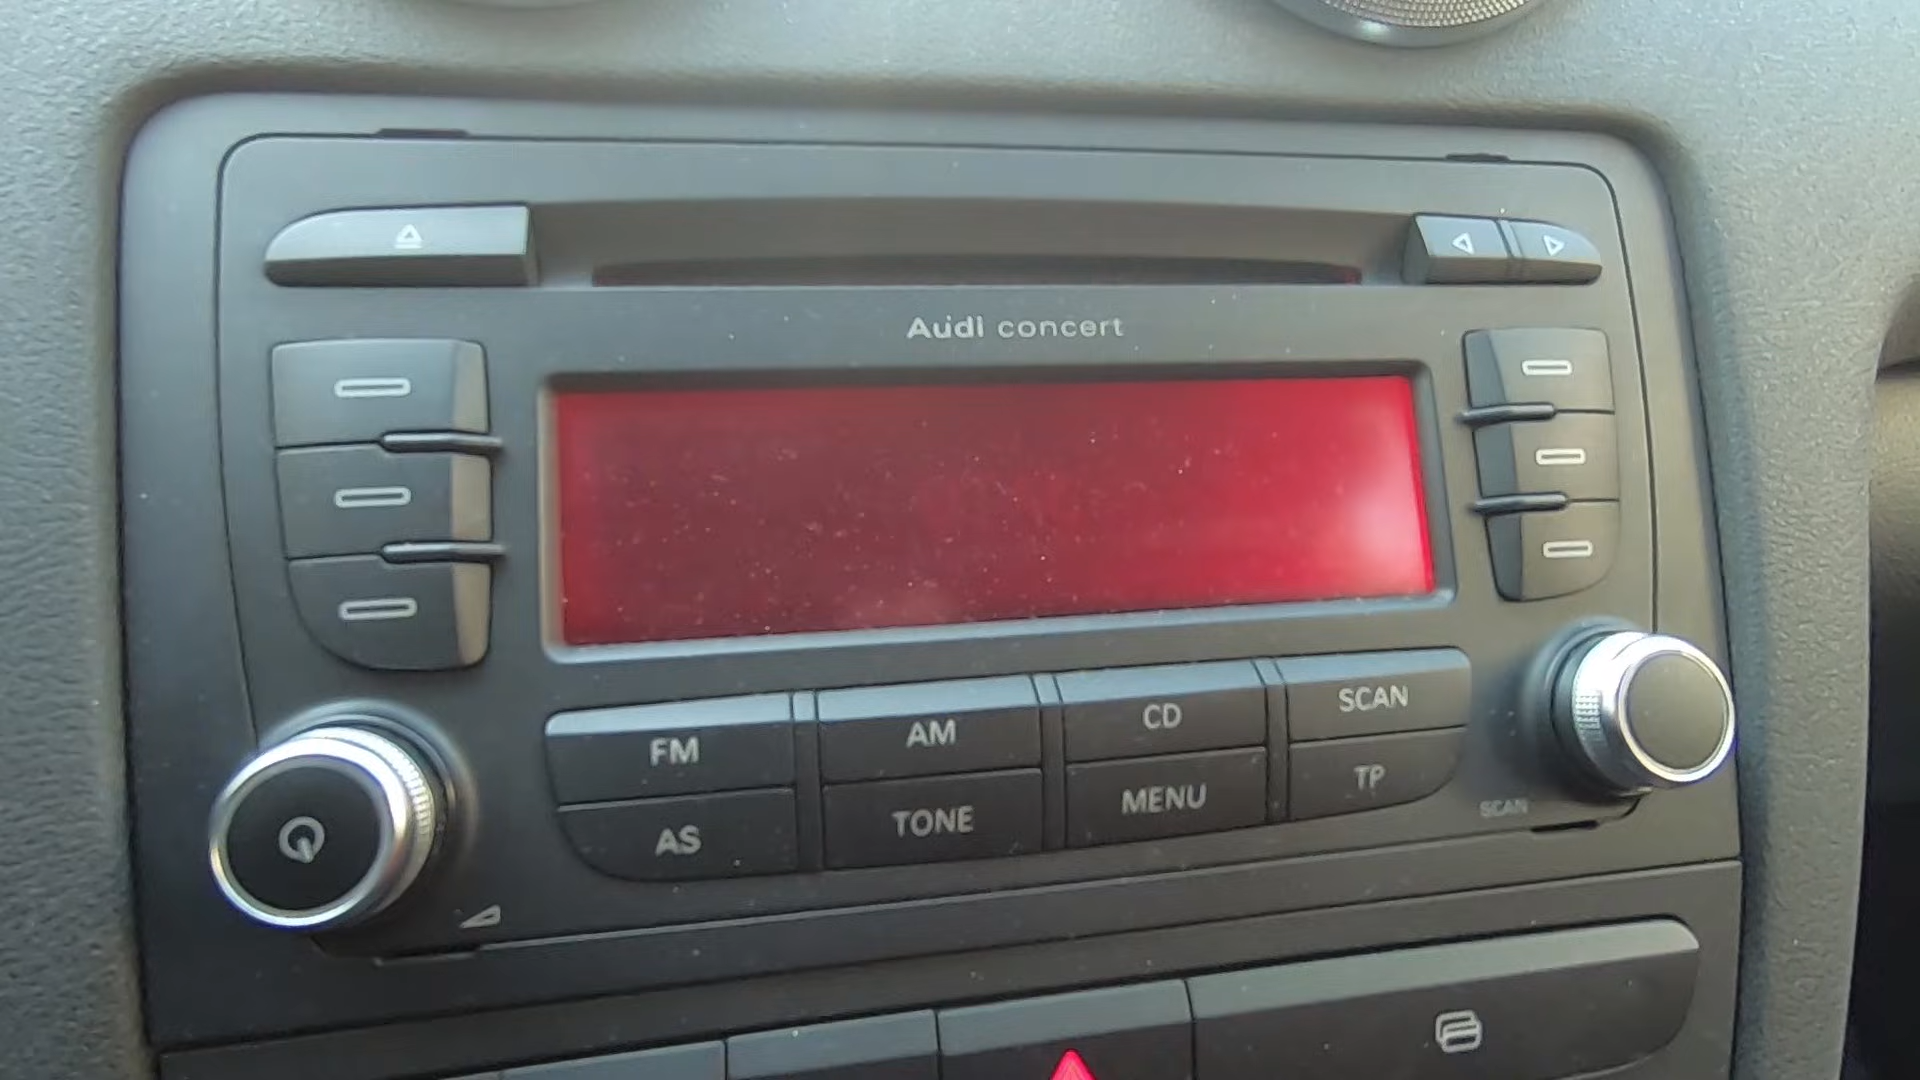 Audi concert
FM
AM
CD
SCAN
AS
TONE
MENU
TP
SCAN